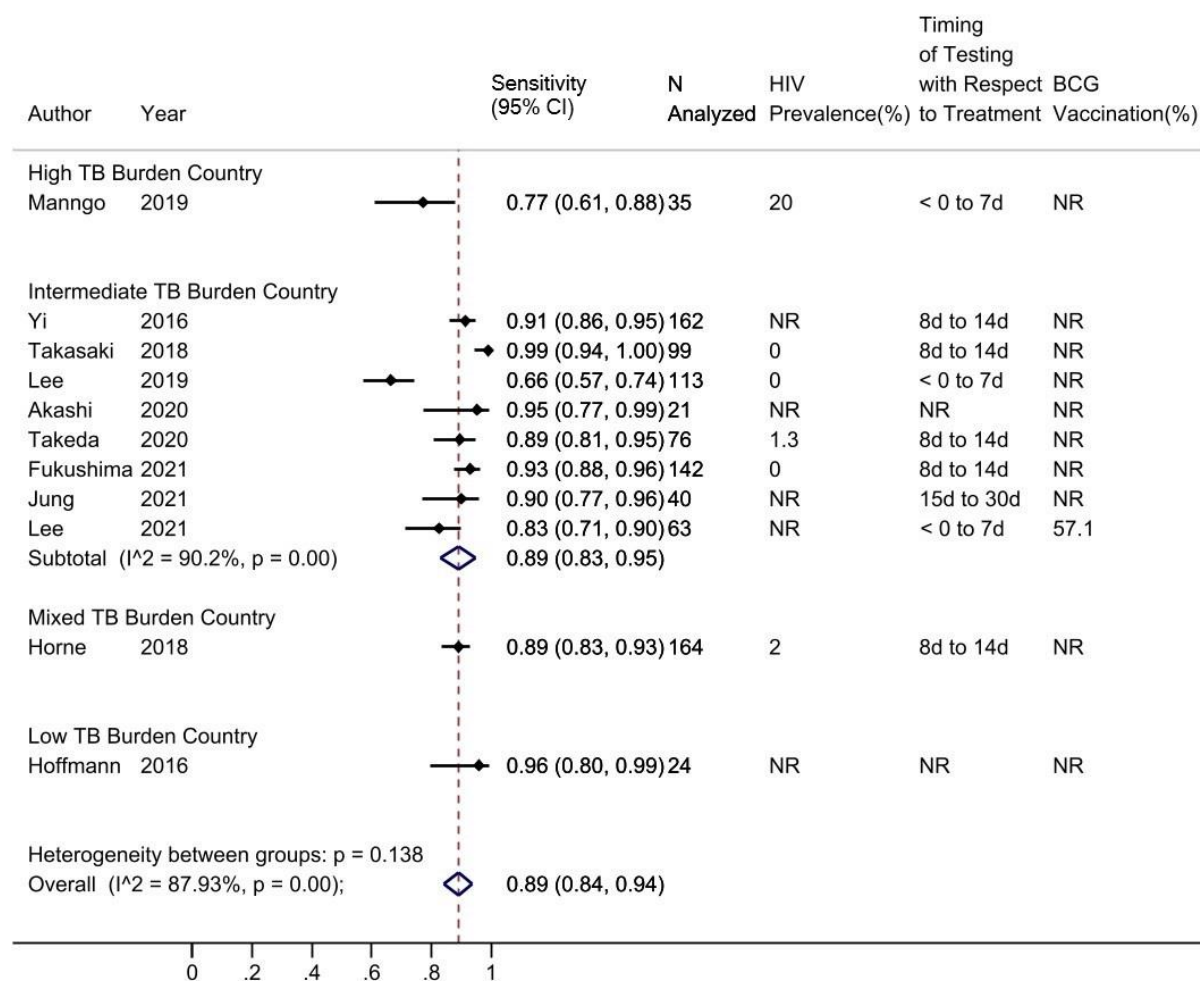 Timing
of Testing
Sensitivity N HIV with Respect BCG
Author Year (95% CI) Analyzed Prevalence(%) to Treatment Vaccination(%)
High TB Burden Country
Manngo 2019 0.77 (0.61, 0.88) 35 20 < 0 to 7d NR
Intermediate TB Burden Country
Yi 2016 0.91 (0.86, 0.95) 162 NR 8d to 14d NR
Takasaki 2018 0.99 (0.94, 1.00) 99 0 8d to 14d NR
Lee 2019 0.66 (0.57, 0.74) 113 0 < 0 to 7d NR
Akashi 2020 0.95 (0.77, 0.99) 21 NR NR NR
Takeda 2020 0.89 (0.81, 0.95) 76 1.3 8d to 14d NR
Fukushima 2021 0.93 (0.88, 0.96) 142 0 8d to 14d NR
Jung 2021 0.90 (0.77, 0.96) 40 NR 15d to 30d NR
Lee 2021 0.83 (0.71, 0.90) 63 NR < 0 to 7d 57.1
Subtotal (I^2 = 90.2%, p = 0.00) 0.89 (0.83, 0.95)
Mixed TB Burden Country
Horne 2018 0.89 (0.83, 0.93) 164 2 8d to 14d NR
Low TB Burden Country
Hoffmann 2016 0.96 (0.80, 0.99) 24 NR NR NR
Heterogeneity between groups: p = 0.138
Overall (I^2 = 87.93%, p = 0.00); 0.89 (0.84, 0.94)
0 .2 .4 .6 .8 1